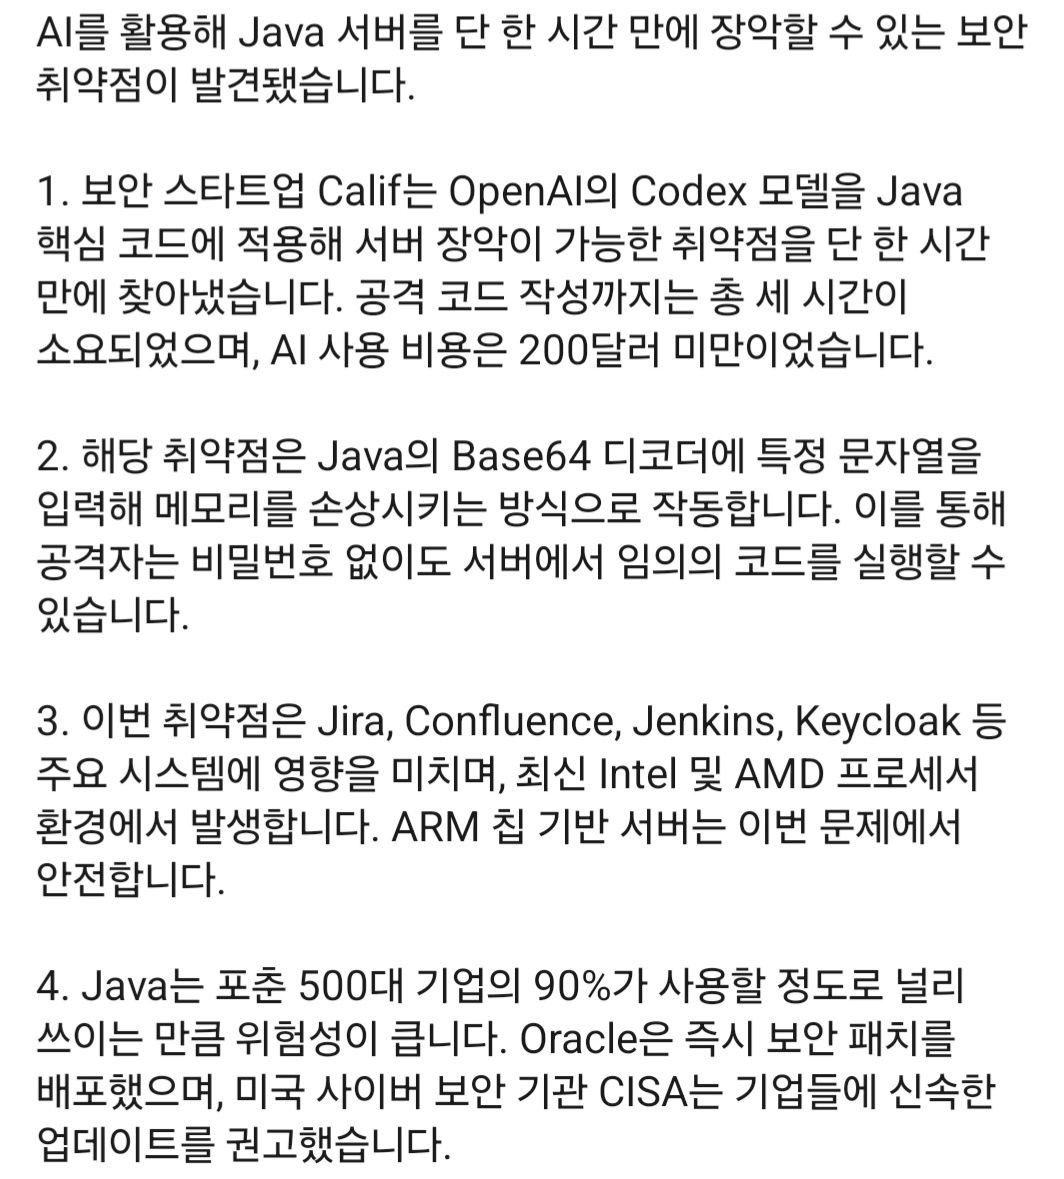 AI를 활용해 Java 서버를 단 한 시간 만에 장악할 수 있는 보안
취약점이 발견됐습니다.
1. 보안 스타트업 Calif는 OpenAI의 Codex 모델을 Java
핵심 코드에 적용해 서버 장악이 가능한 취약점을 단 한 시간
만에 찾아냈습니다. 공격 코드 작성까지는 총 세 시간이
소요되었으며, AI 사용 비용은 200달러 미만이었습니다.
2. 해당 취약점은 Java의 Base64 디코더에 특정 문자열을
입력해 메모리를 손상시키는 방식으로 작동합니다. 이를 통해
공격자는 비밀번호 없이도 서버에서 임의의 코드를 실행할 수
있습니다.
3. 이번 취약점은 Jira, Confluence, Jenkins, Keycloak 등
주요 시스템에 영향을 미치며, 최신 Intel 및 AMD 프로세서
환경에서 발생합니다. ARM 칩 기반 서버는 이번 문제에서
안전합니다.
4. Java는 포춘 500대 기업의 90%가 사용할 정도로 널리
쓰이는 만큼 위험성이 큽니다. Oracle은 즉시 보안 패치를
배포했으며, 미국 사이버 보안 기관 CISA는 기업들에 신속한
업데이트를 권고했습니다.